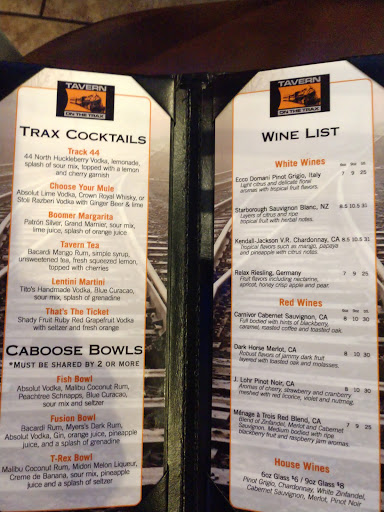 TAVERN
ON THE TRAX
TRAX COCKTAILS
Track 44
44 North Huckleberry Vodka, lemonade,
splash of sour mix, topped with a lemon
and cherry garnish
Choose Your Mule
Absolut Lime Vodka, Crown Royal Whisky, or
Stoli Razberi Vodka with Ginger Beer & lime
Boomer Margarita
Patrón Silver, Grand Marnier, sour mix,
lime juice, splash of orange juice
Tavern Tea
Bacardi Mango Rum, simple syrup,
unsweetened tea, fresh squeezed lemon,
topped with cherries
Lentini Martini
Tito's Handmade Vodka, Blue Curacao,
sour mix, splash of grenadine
That's The Ticket
Shady Fruit Ruby Red Grapefruit Vodka
with seltzer and fresh orange
CABOOSE BOWLS
*MUST BE SHARED BY 2 OR MORE
Fish Bowl
Absolut Vodka, Malibu Coconut Rum,
Peachtree Schnapps, Blue Curacao,
sour mix and seltzer
Fusion Bowl
Bacardi Rum, Myers's Dark Rum,
Absolut Vodka, Gin, orange juice, pineapple
juice, and a splash of grenadine
T-Rex Bowl
Malibu Coconut Rum, Midori Melon Liqueur,
Creme de Banana, sour mix, pineapple
juice and a splash of seltzer
TAVERN
ON THE TRAX
WINE LIST
White Wines
Ecco Domani Pinot Grigio, Italy 7 9 25
Light citrus and delicate floral
aromas with tropical fruit flavors.
Starborough Sauvignon Blanc, NZ 8.5 10.5 31
Layers of citrus and ripe
tropical fruit with herbal notes.
Kendall-Jackson V.R. Chardonnay, CA 8.5 11.5 35
Tropical flavors such as mango, papaya
and pineapple with citrus notes.
Relax Riesling, Germany 7 9 25
Fruit flavors including nectarine,
apricot, honey crisp apple and pear.
Red Wines
Carnivor Cabernet Sauvignon, CA 8 10 30
Full bodied with hints of blackberry,
caramel, roasted coffee and toasted oak.
Dark Horse Merlot, CA 8 10 30
Robust flavors of jammy dark fruit
layered with toasted oak and molasses.
J. Lohr Pinot Noir, CA 8 10 30
Aromas of cherry, strawberry and cranberry
meshed with red licorice, violet and nutmeg.
Ménage à Trois Red Blend, CA 7 9 25
Blend of Zinfandel, Merlot and Cabernet
Sauvignon. Medium bodied with ripe
blackberry fruit and raspberry jam aromas.
House Wines
6oz Glass $6 / 9oz Glass $8
Pinot Grigio, Chardonnay, White Zinfandel,
Cabernet Sauvignon, Merlot, Pinot Noir